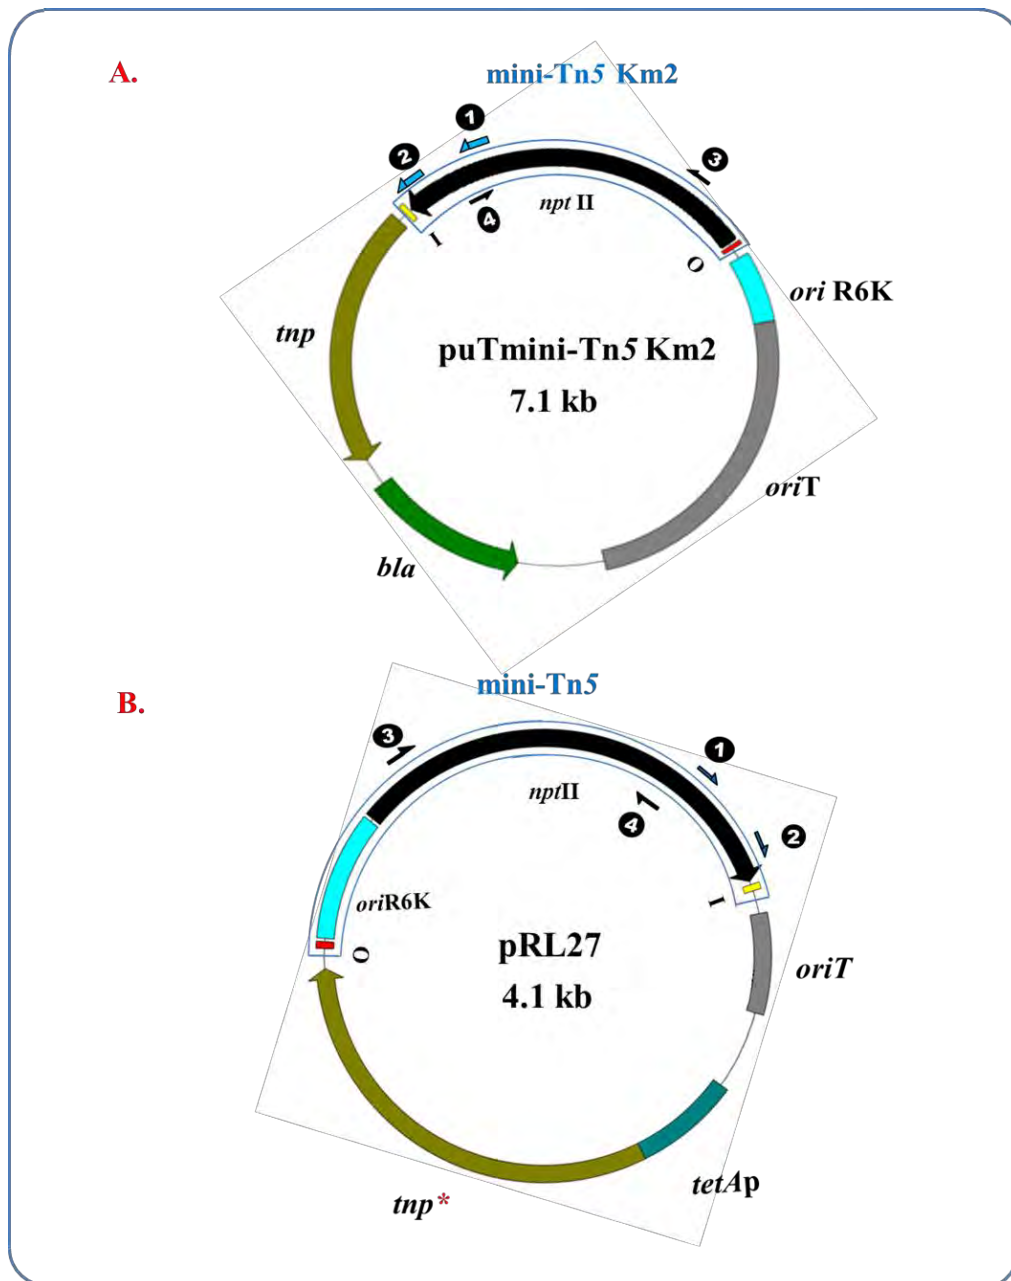 A.
mini-Tn5 Km2
1
2
3
npt II
4
I
O
ori R6K
tnp
puTmini-Tn5 Km2
7.1 kb
oriT
bla
mini-Tn5
B.
3
1
nptII
4
2
oriR6K
I
O
pRL27
oriT
4.1 kb
tetAp
tnp*